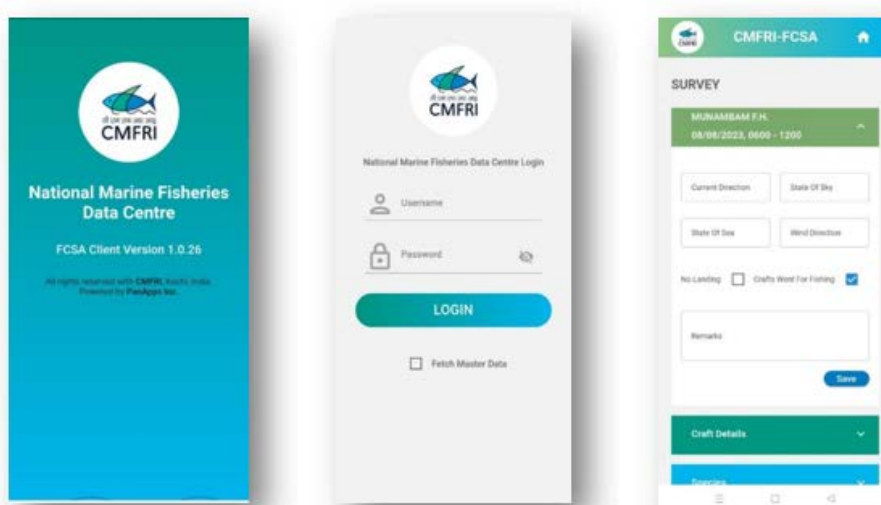 CMFRI
National Marine Fisheries
Data Centre
FCSA Client Version 1.0.26
All rights reserved with CMFRI, Kochi, India
Powered by PanApps Inc.
CMFRI
National Marine Fisheries Data Centre Login
Username
Password
LOGIN
Fetch Master Data
CMFRI
CMFRI-FCSA
SURVEY
MUNAMBAM F.H.
08/08/2023, 0600 - 1200
Current Direction
State Of Sky
State Of Sea
Wind Direction
No Landing
Crafts Went For Fishing
Remarks
Save
Craft Details
Species